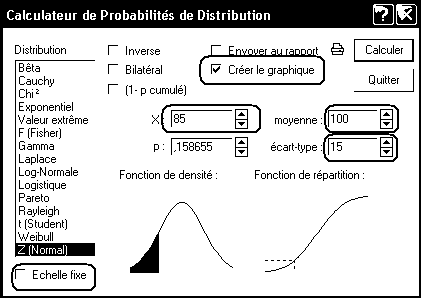 Calculateur de Probabilités de Distribution ?
Distribution
Inverse
Envoyer au rapport
Calculer
Bilatéral
Créer le graphique
(1- p cumulé)
Quitter
Bêta
Cauchy
Chi ²
Exponentiel
Valeur extrême
F (Fisher)
Gamma
Laplace
Log-Normale
Logistique
Pareto
Rayleigh
t (Student)
Weibull
Z (Normal)
X : 85
moyenne : 100
p : ,158655
écart-type : 15
Fonction de densité :
Fonction de répartition :
Echelle fixe